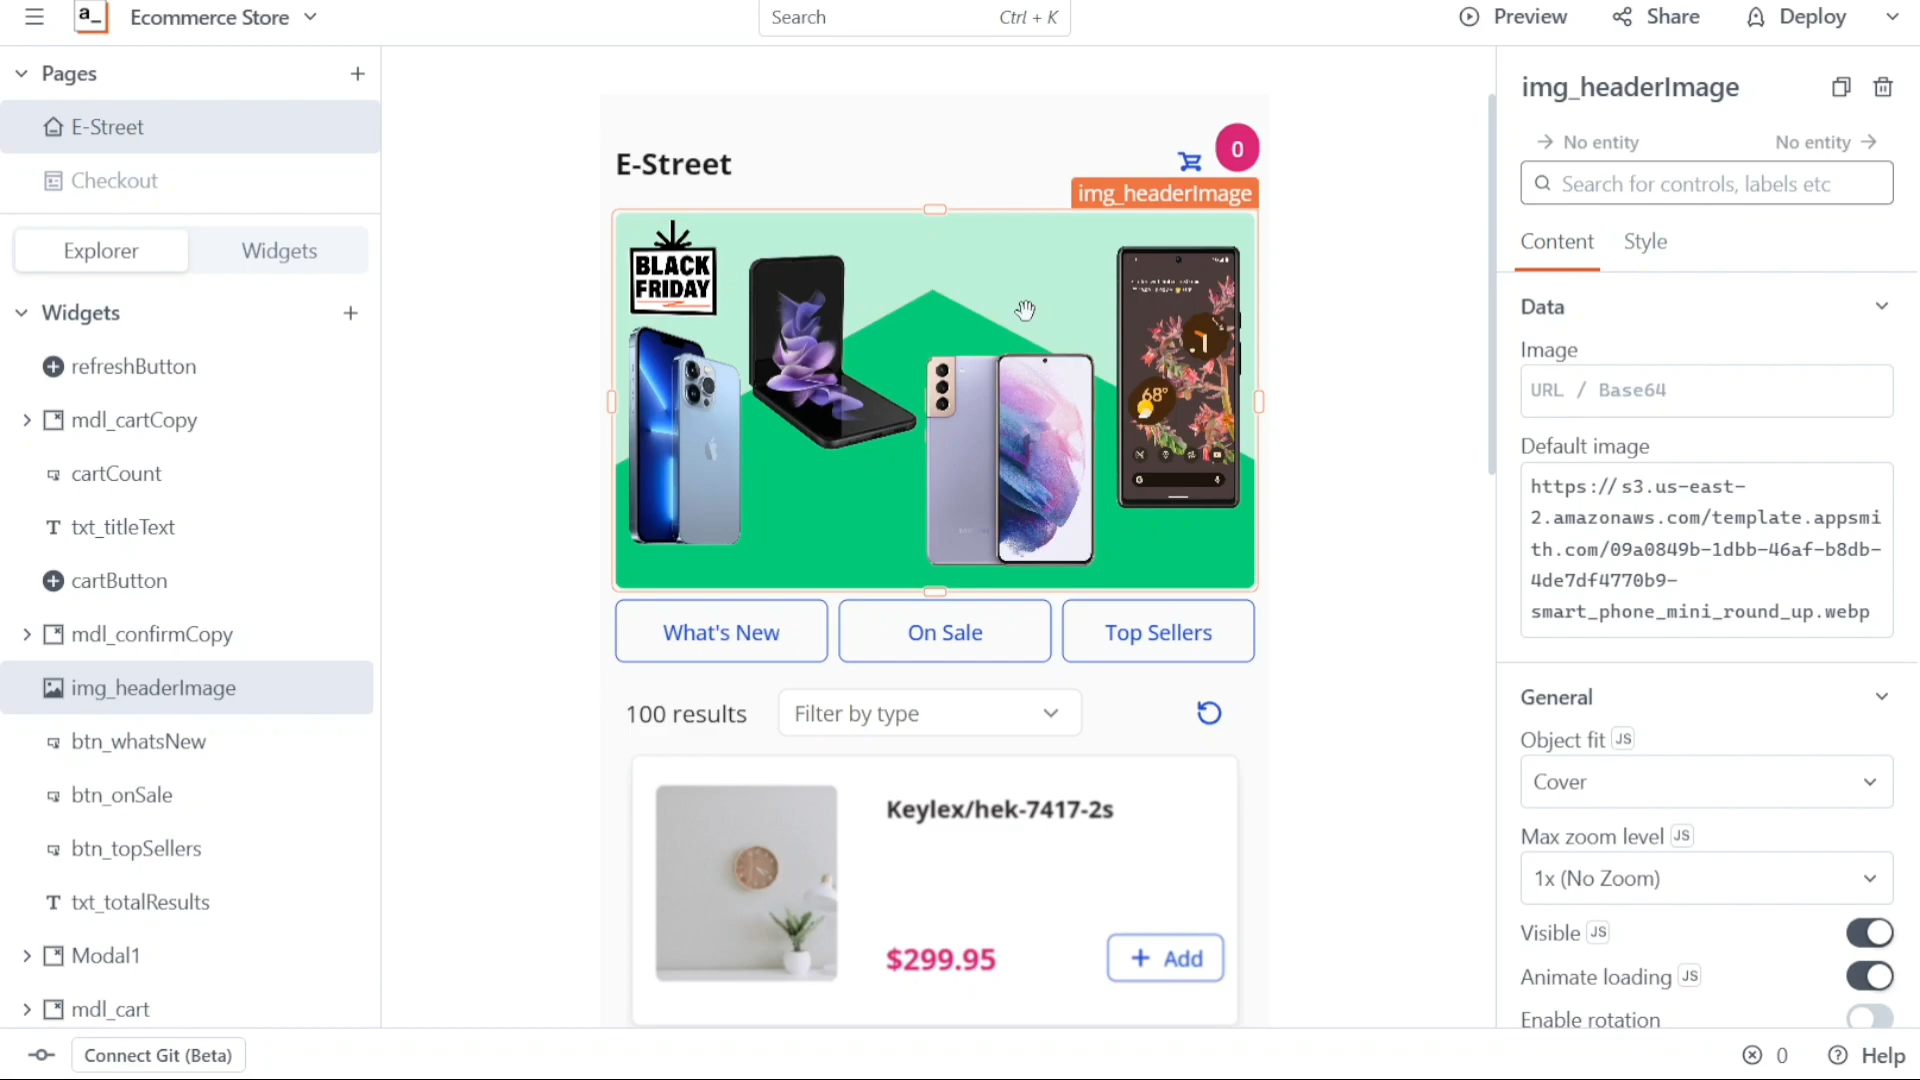 a_ Ecommerce Store
Search Ctrl + K
Preview Share Deploy
Pages
E-Street
Checkout
Explorer Widgets
Widgets
refreshButton
mdl_cartCopy
cartCount
txt_titleText
cartButton
mdl_confirmCopy
img_headerImage
btn_whatsNew
btn_onSale
btn_topSellers
txt_totalResults
Modal1
mdl_cart
Connect Git (Beta)
E-Street
0
img_headerImage
BLACK
FRIDAY
68°
What's New On Sale Top Sellers
100 results Filter by type
Keylex/hek-7417-2s
$299.95 + Add
img_headerImage
No entity No entity
Search for controls, labels etc
Content Style
Data
Image
URL / Base64
Default image
https://s3.us-east-
2.amazonaws.com/template.appsmi
th.com/09a0849b-1dbb-46af-b8db-
4de7df4770b9-
smart_phone_mini_round_up.webp
General
Object fit JS
Cover
Max zoom level JS
1x (No Zoom)
Visible JS
Animate loading JS
Enable rotation
0 Help